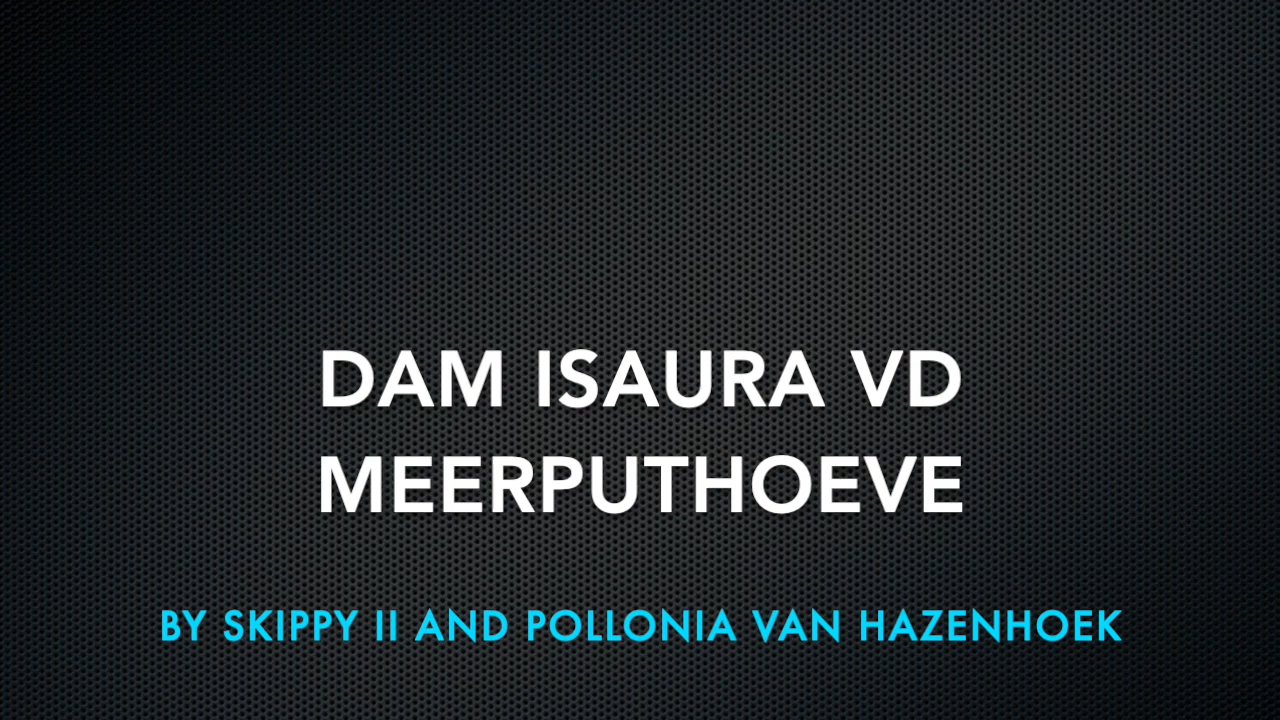 DAM ISAURA VD
MEERPUTHOEVE
BY SKIPPY II AND POLLONIA VAN HAZENHOEK